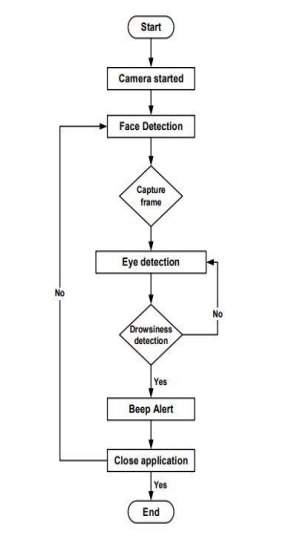 Start
Camera started
Face Detection
Capture
frame
Eye detection
No
No
Drowsiness
detection
Yes
Beep Alert
Close application
Yes
End